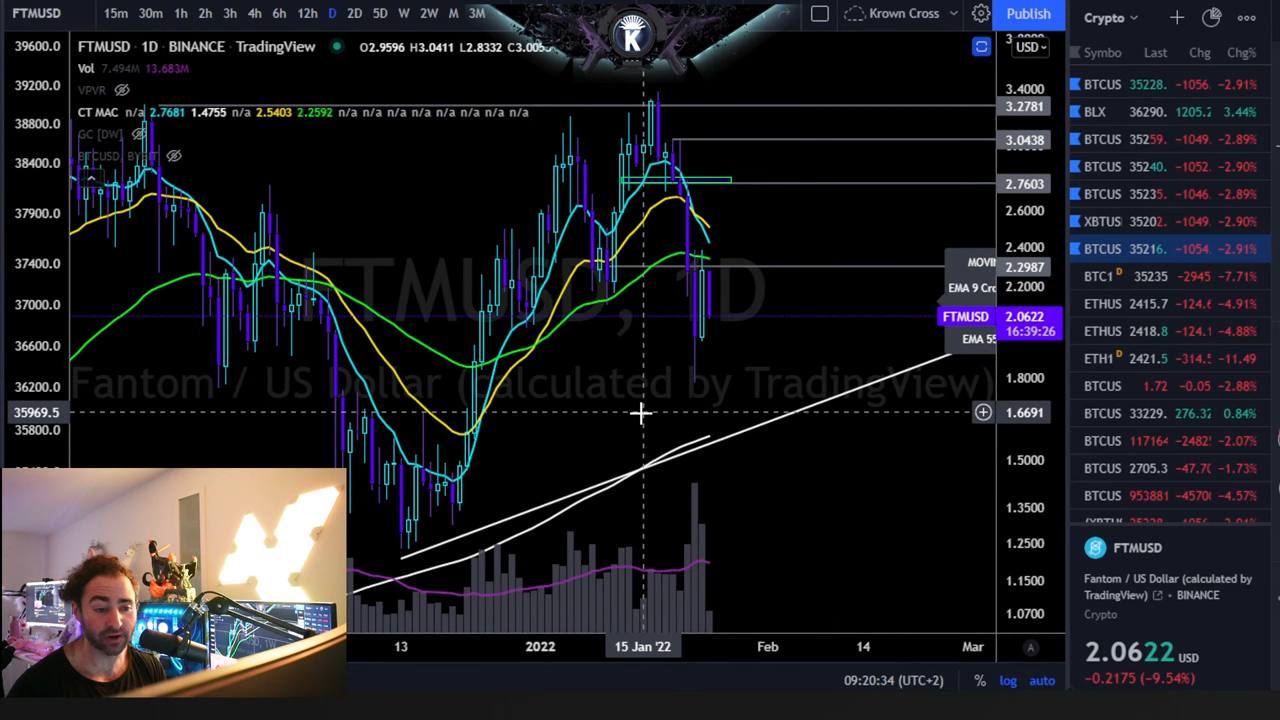 FTMUSD
15m 30m 1h 2h 3h 4h 6h 12h D 2D 5D W 2W M 3M
Krown Cross
Publish
K
FTMUSD · 1D · BINANCE · TradingView
O2.9596 H3.0411 L2.8332
USD
Vol 7.494M 13.683M
VPVR
CT MAC n/a 2.7681 1.4755 n/a 2.5403 2.2592 n/a n/a n/a n/a n/a n/a n/a n/a
GC [DW]
BTCUSD, BYBIT
39600.0
39200.0
38800.0
38400.0
37900.0
37400.0
37000.0
36600.0
36200.0
35969.5
35800.0
FTMUSD, 1D
Fantom / US Dollar (calculated by TradingView)
3.4000
3.2781
3.0438
2.7603
2.6000
2.4000
MOVIN
2.2987
EMA 9 Cro
2.2000
FTMUSD 2.0622
16:39:26
EMA 55
1.8000
1.6691
1.5000
1.3500
1.2500
1.1500
1.0700
13
2022
15 Jan '22
Feb
14
Mar
A
09:20:34 (UTC+2)
% log auto
Crypto
Symbo Last Chg Chg%
BTCUS 35228. -1056. -2.91%
BLX 36290. 1205.2 3.44%
BTCUS 35259. -1049. -2.89%
BTCUS 35240. -1052. -2.90%
BTCUS 35235. -1046. -2.89%
XBTUS 35202. -1049. -2.90%
BTCUS 35216. -1054. -2.91%
BTC1 D 35235 -2945 -7.71%
ETHUS 2415.7 -124.6 -4.91%
ETHUS 2418.8 -124.1 -4.88%
ETH1 D 2421.5 -314.5 -11.49
BTCUS 1.72 -0.05 -2.88%
BTCUS 33229. 276.32 0.84%
BTCUS 117164 -2482 -2.07%
BTCUS 2705.3 -47.70 -1.73%
BTCUS 953881 -45700 -4.57%
FTMUSD
Fantom / US Dollar (calculated by
TradingView) • BINANCE
Crypto
2.0622 USD
-0.2175 (-9.54%)